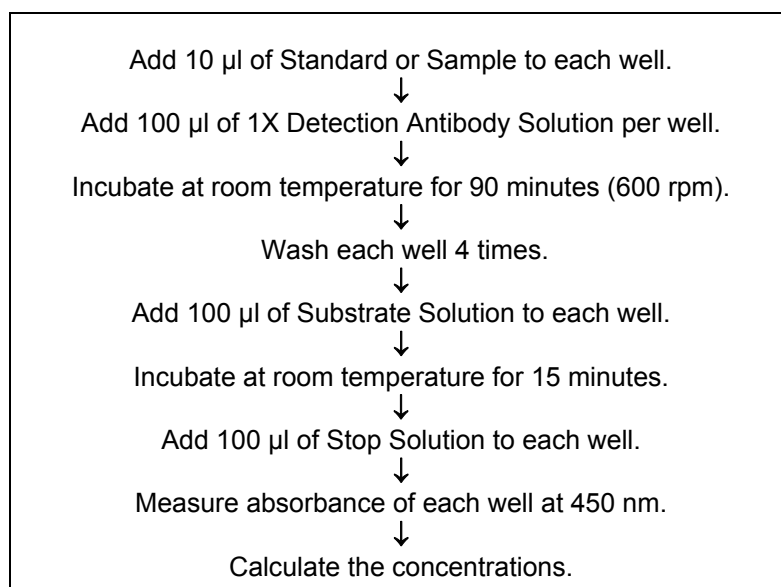 Add 10 µl of Standard or Sample to each well.
↓
Add 100 µl of 1X Detection Antibody Solution per well.
↓
Incubate at room temperature for 90 minutes (600 rpm).
↓
Wash each well 4 times.
↓
Add 100 µl of Substrate Solution to each well.
↓
Incubate at room temperature for 15 minutes.
↓
Add 100 µl of Stop Solution to each well.
↓
Measure absorbance of each well at 450 nm.
↓
Calculate the concentrations.